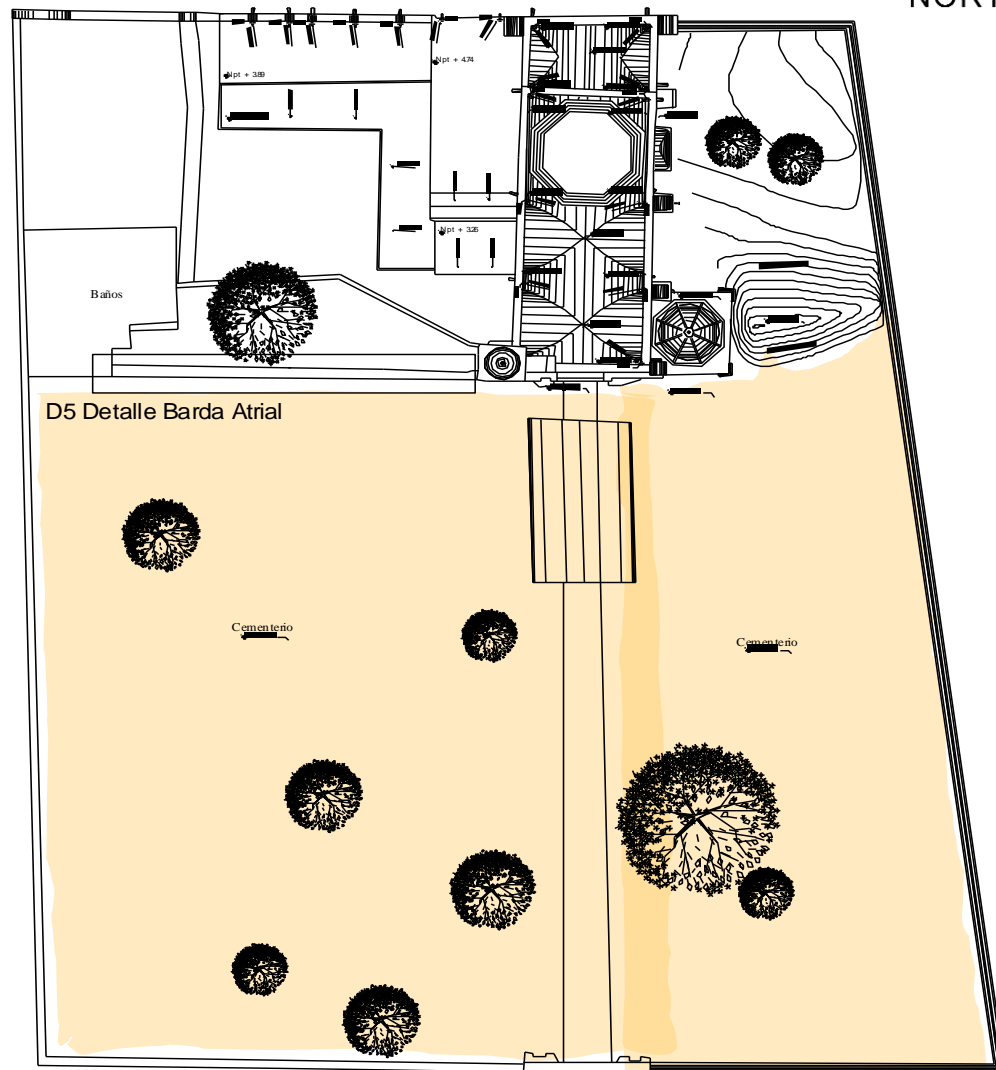 NORT
Npt + 4.74
Npt + 3.89
Npt + 3.26
Baños
D5 Detalle Barda Atrial
Cementerio
Cementerio